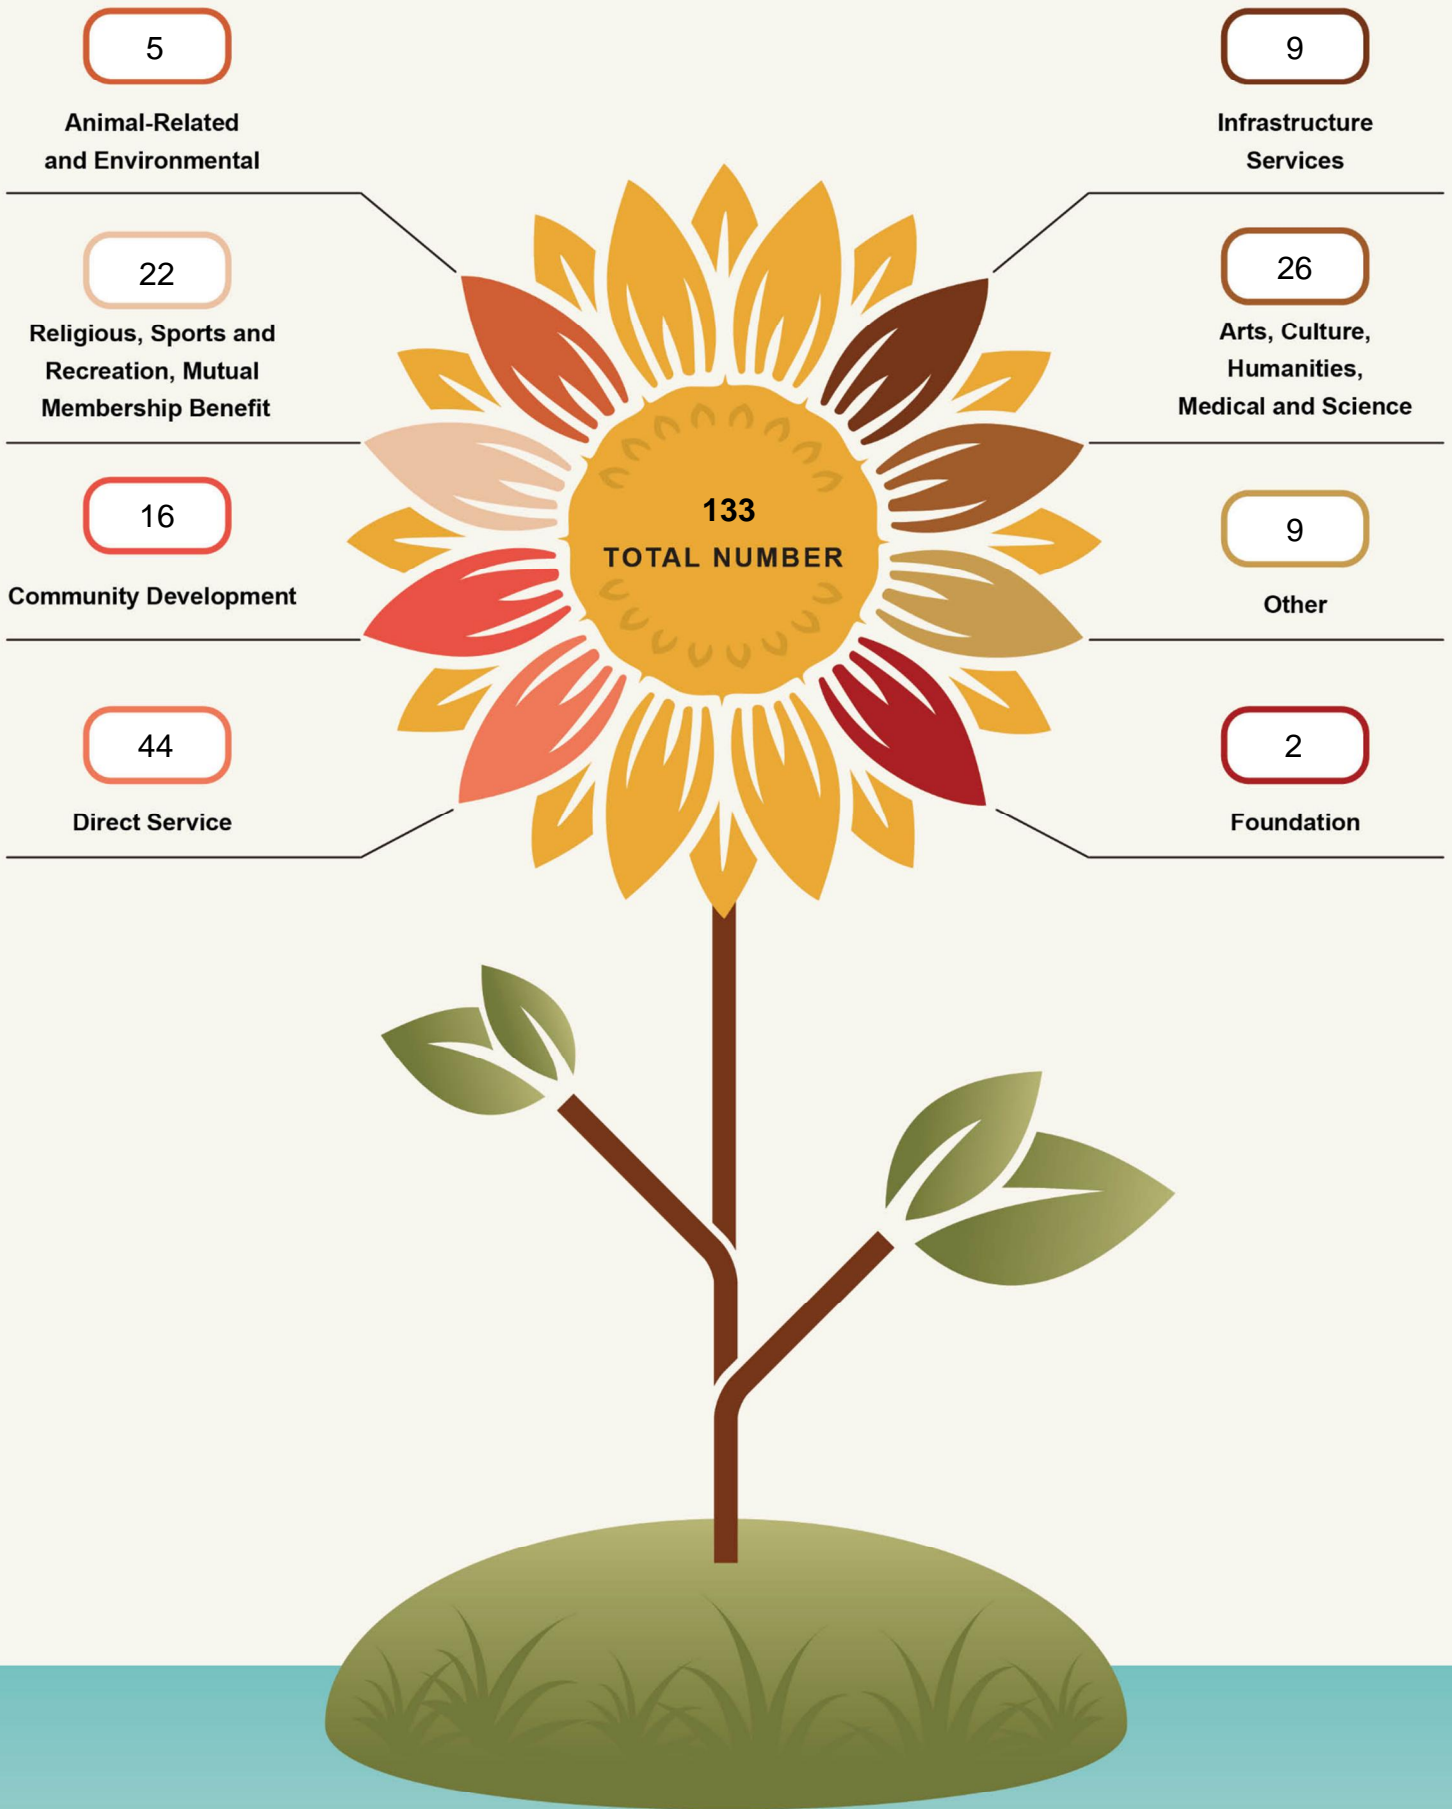 5
Animal-Related
and Environmental
22
Religious, Sports and
Recreation, Mutual
Membership Benefit
16
Community Development
44
Direct Service
133
TOTAL NUMBER
9
Infrastructure
Services
26
Arts, Culture,
Humanities,
Medical and Science
9
Other
2
Foundation